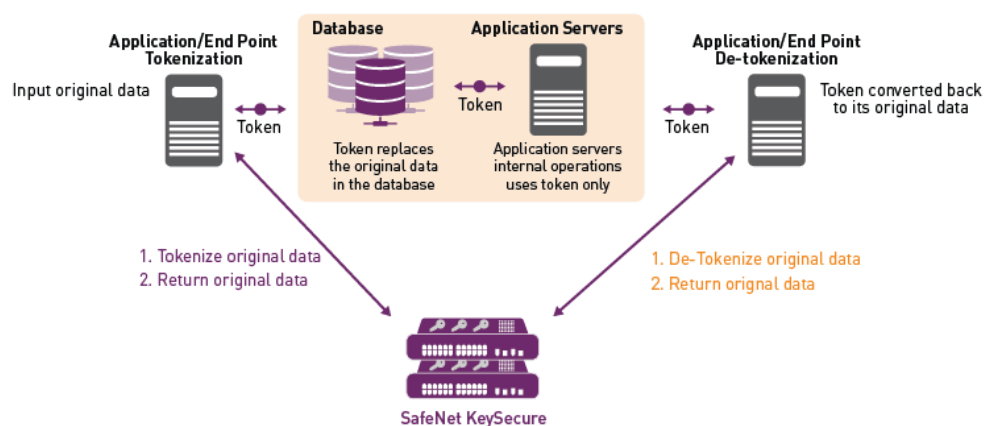 Application/End Point
Tokenization
Input original data
Token
Database
Token replaces
the original data
in the database
Token
Application Servers
Application servers
internal operations
uses token only
Token
Application/End Point
De-tokenization
Token converted back
to its original data
1. Tokenize original data
2. Return original data
1. De-Tokenize original data
2. Return orignal data
SafeNet KeySecure